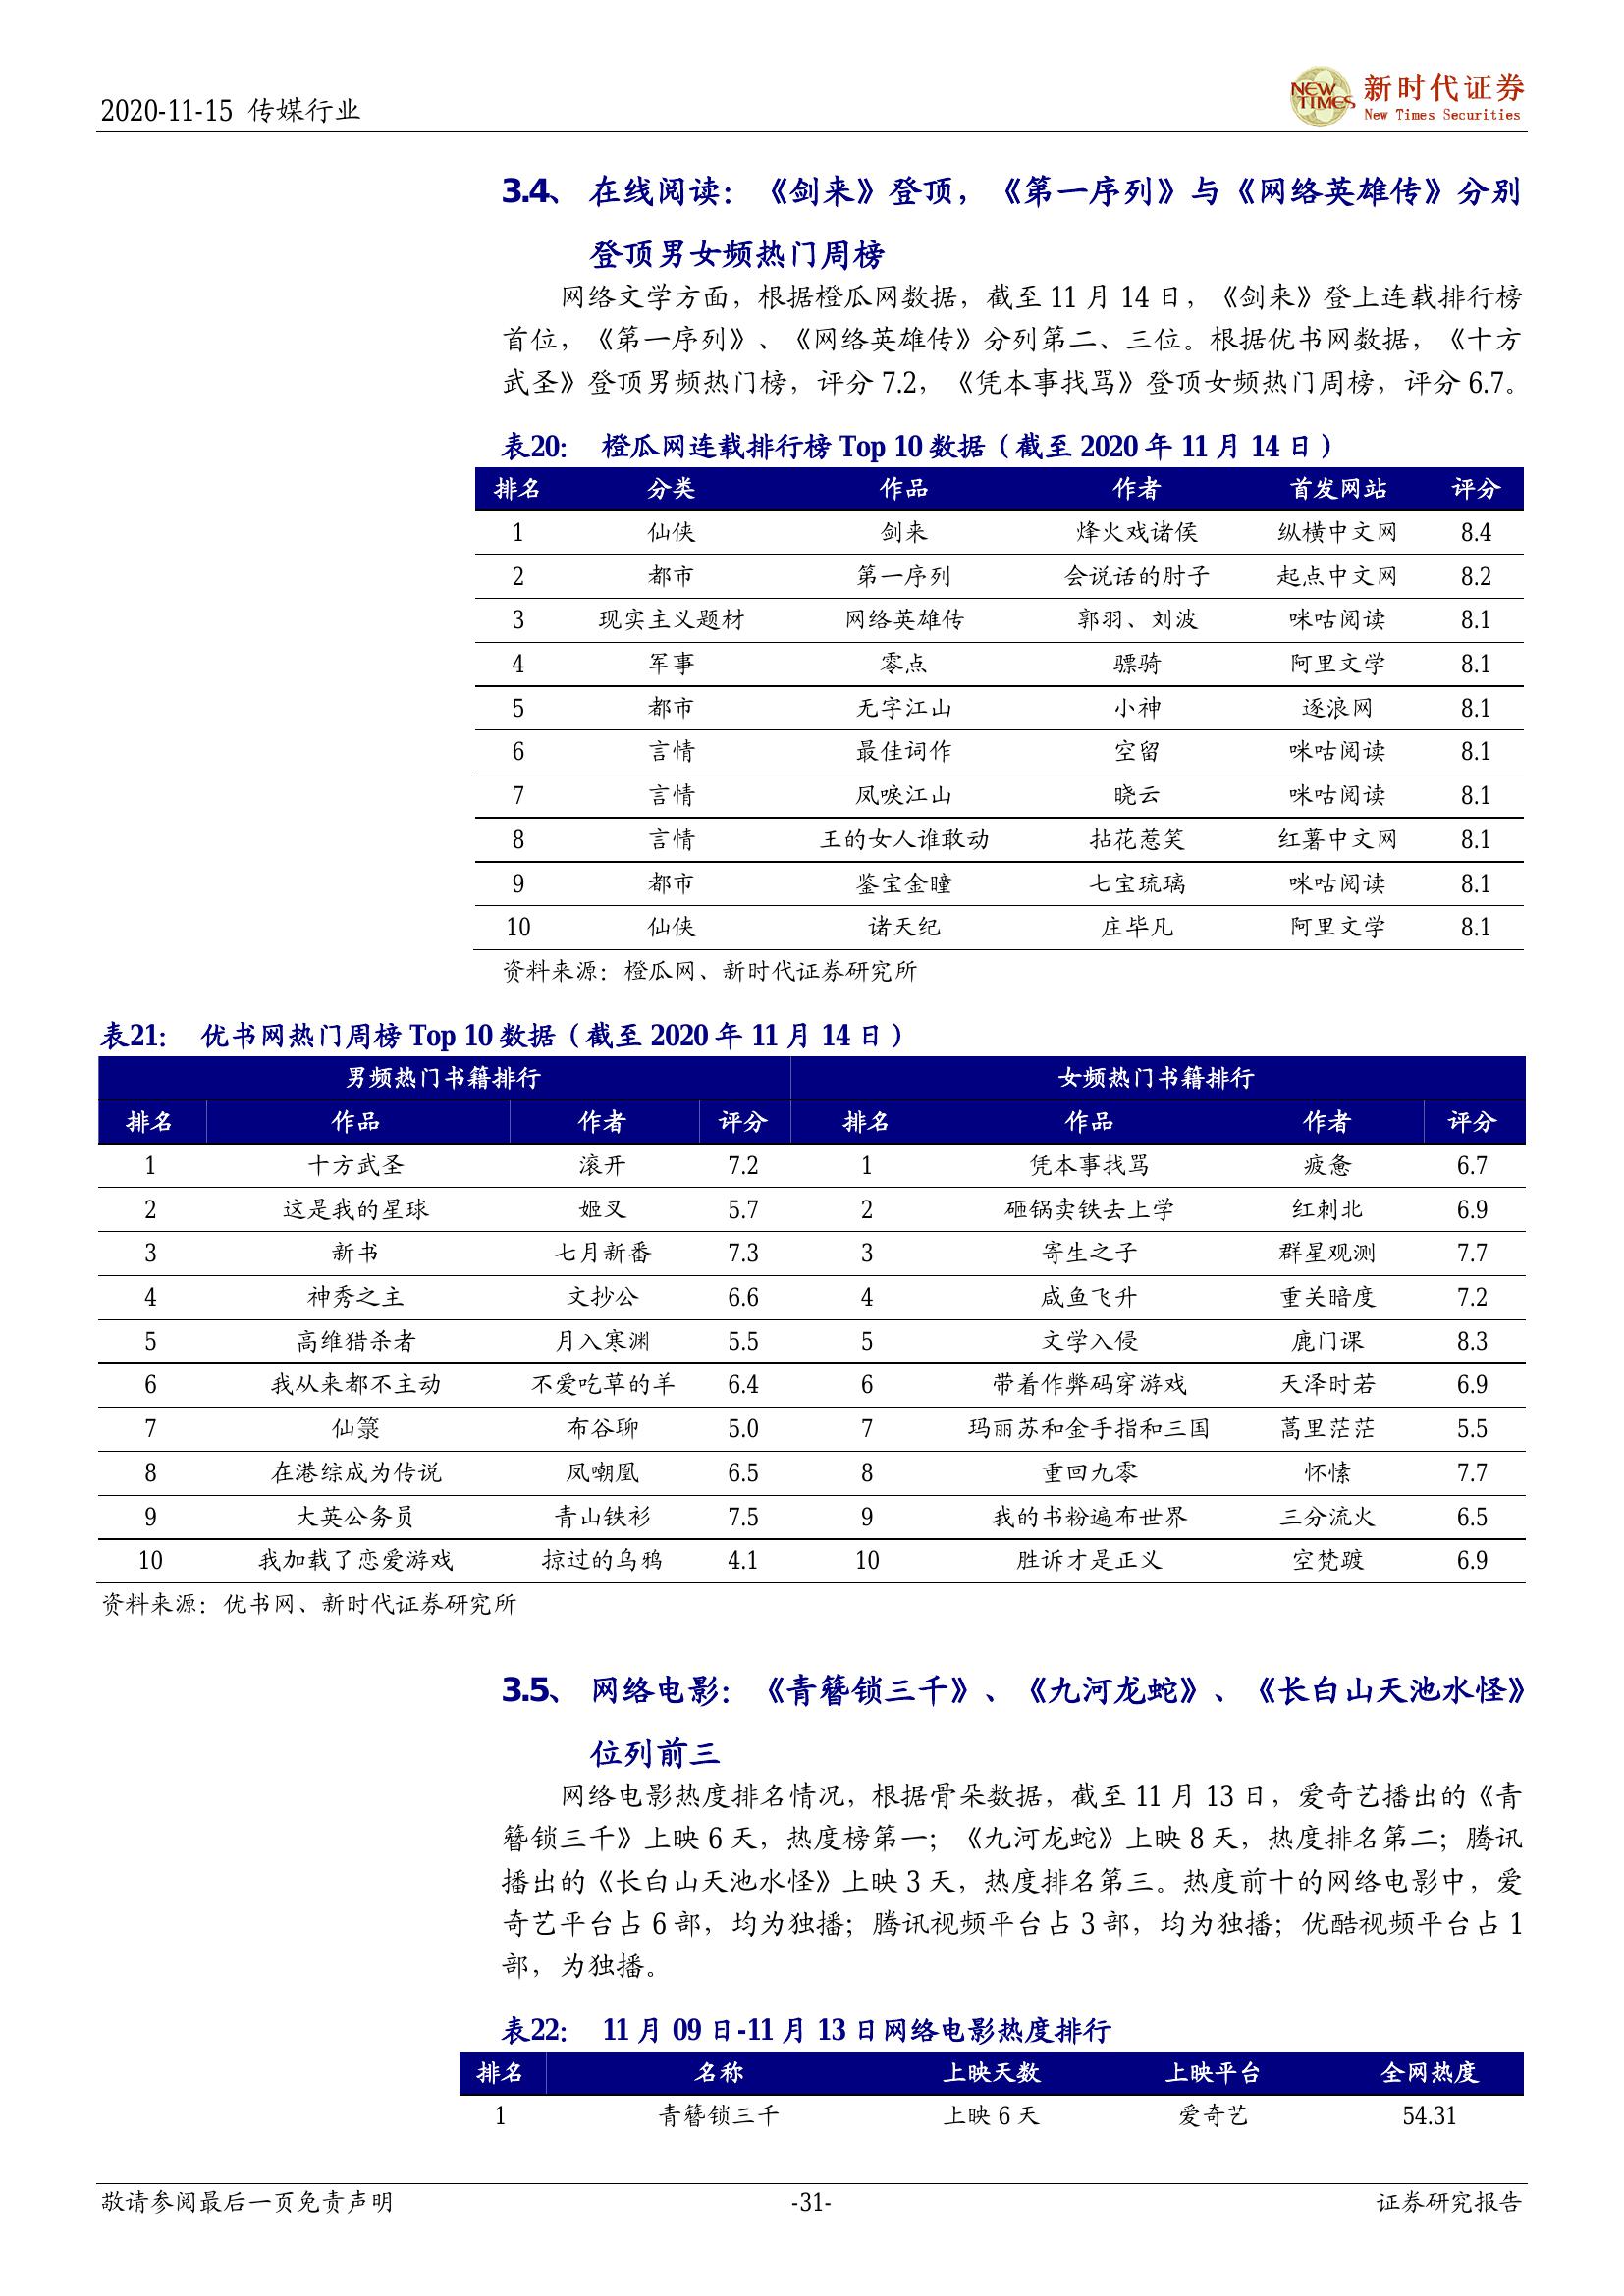 2020-11-15 传媒行业
NEW TIMES 新时代证券
New Times Securities
3.4、 在线阅读：《剑来》登顶，《第一序列》与《网络英雄传》分别
登顶男女频热门周榜
网络文学方面，根据橙瓜网数据，截至 11 月 14 日，《剑来》登上连载排行榜
首位，《第一序列》、《网络英雄传》分列第二、三位。根据优书网数据，《十方
武圣》登顶男频热门榜，评分 7.2，《凭本事找骂》登顶女频热门周榜，评分 6.7。
表20： 橙瓜网连载排行榜 Top 10 数据（截至 2020 年 11 月 14 日）
排名 分类 作品 作者 首发网站 评分
1 仙侠 剑来 烽火戏诸侯 纵横中文网 8.4
2 都市 第一序列 会说话的肘子 起点中文网 8.2
3 现实主义题材 网络英雄传 郭羽、刘波 咪咕阅读 8.1
4 军事 零点 骠骑 阿里文学 8.1
5 都市 无字江山 小神 逐浪网 8.1
6 言情 最佳词作 空留 咪咕阅读 8.1
7 言情 凤唳江山 晓云 咪咕阅读 8.1
8 言情 王的女人谁敢动 拈花惹笑 红薯中文网 8.1
9 都市 鉴宝金瞳 七宝琉璃 咪咕阅读 8.1
10 仙侠 诸天纪 庄毕凡 阿里文学 8.1
资料来源：橙瓜网、新时代证券研究所
表21： 优书网热门周榜 Top 10 数据（截至 2020 年 11 月 14 日）
男频热门书籍排行 女频热门书籍排行
排名 作品 作者 评分 排名 作品 作者 评分
1 十方武圣 滚开 7.2 1 凭本事找骂 疲惫 6.7
2 这是我的星球 姬叉 5.7 2 砸锅卖铁去上学 红刺北 6.9
3 新书 七月新番 7.3 3 寄生之子 群星观测 7.7
4 神秀之主 文抄公 6.6 4 咸鱼飞升 重关暗度 7.2
5 高维猎杀者 月入寒渊 5.5 5 文学入侵 鹿门课 8.3
6 我从来都不主动 不爱吃草的羊 6.4 6 带着作弊码穿游戏 天泽时若 6.9
7 仙箓 布谷聊 5.0 7 玛丽苏和金手指和三国 蒿里茫茫 5.5
8 在港综成为传说 凤嘲凰 6.5 8 重回九零 怀愫 7.7
9 大英公务员 青山铁衫 7.5 9 我的书粉遍布世界 三分流火 6.5
10 我加载了恋爱游戏 掠过的乌鸦 4.1 10 胜诉才是正义 空梵踱 6.9
资料来源：优书网、新时代证券研究所
3.5、 网络电影：《青簪锁三千》、《九河龙蛇》、《长白山天池水怪》
位列前三
网络电影热度排名情况，根据骨朵数据，截至 11 月 13 日，爱奇艺播出的《青
簪锁三千》上映 6 天，热度榜第一；《九河龙蛇》上映 8 天，热度排名第二；腾讯
播出的《长白山天池水怪》上映 3 天，热度排名第三。热度前十的网络电影中，爱
奇艺平台占 6 部，均为独播；腾讯视频平台占 3 部，均为独播；优酷视频平台占 1
部，为独播。
表22： 11 月 09 日-11 月 13 日网络电影热度排行
排名 名称 上映天数 上映平台 全网热度
1 青簪锁三千 上映 6 天 爱奇艺 54.31
敬请参阅最后一页免责声明 -31- 证券研究报告